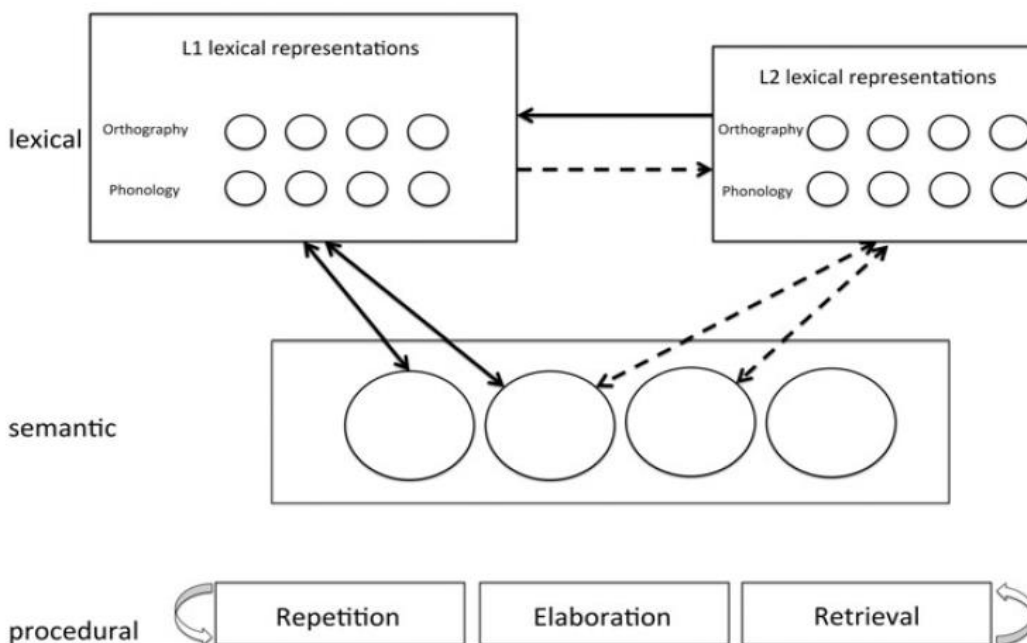 L1 lexical representations
L2 lexical representations
lexical
Orthography
Orthography
Phonology
Phonology
semantic
procedural
Repetition
Elaboration
Retrieval